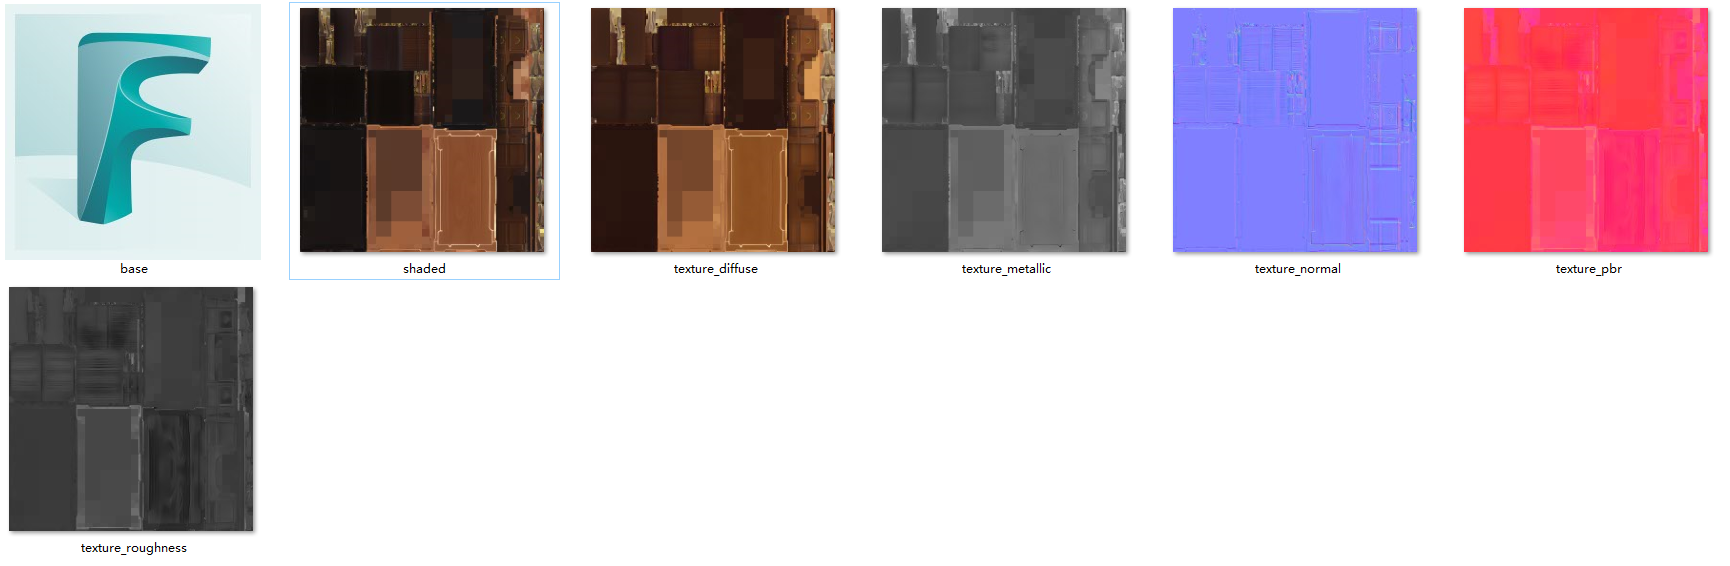 base
shaded
texture_diffuse
texture_metallic
texture_normal
texture_pbr
texture_roughness